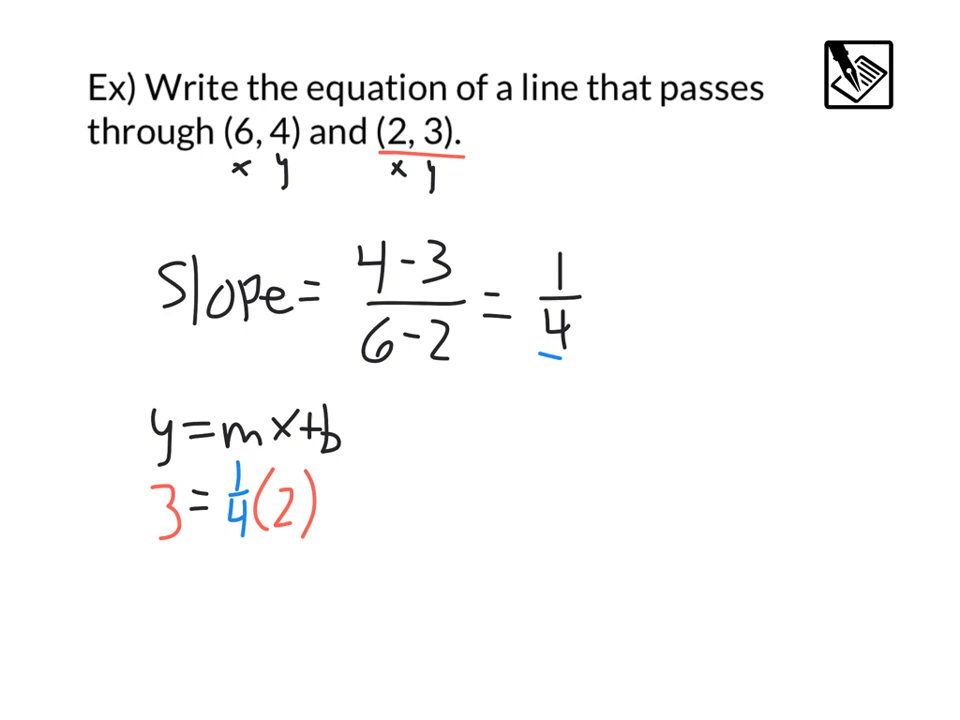 Ex) Write the equation of a line that passes
through (6, 4) and (2, 3).
x y x y
Slope = 4-3/6-2 = 1/4
y = mx+b
3 = 1/4(2)